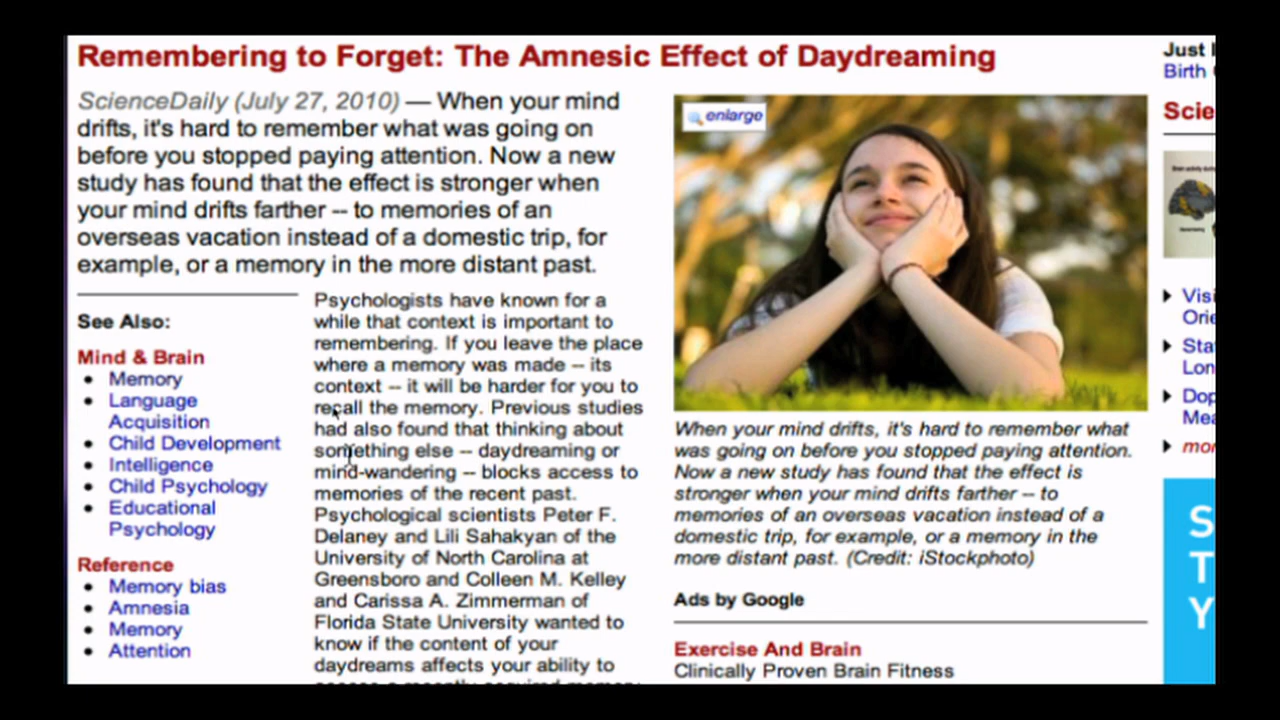 Remembering to Forget: The Amnesic Effect of Daydreaming
ScienceDaily (July 27, 2010) — When your mind
drifts, it's hard to remember what was going on
before you stopped paying attention. Now a new
study has found that the effect is stronger when
your mind drifts farther -- to memories of an
overseas vacation instead of a domestic trip, for
example, or a memory in the more distant past.
See Also:
Mind & Brain
• Memory
• Language
Acquisition
• Child Development
• Intelligence
• Child Psychology
• Educational
Psychology
Reference
• Memory bias
• Amnesia
• Memory
• Attention
Psychologists have known for a
while that context is important to
remembering. If you leave the place
where a memory was made -- its
context -- it will be harder for you to
recall the memory. Previous studies
had also found that thinking about
something else -- daydreaming or
mind-wandering -- blocks access to
memories of the recent past.
Psychological scientists Peter F.
Delaney and Lili Sahakyan of the
University of North Carolina at
Greensboro and Colleen M. Kelley
and Carissa A. Zimmerman of
Florida State University wanted to
know if the content of your
daydreams affects your ability to
enlarge
When your mind drifts, it's hard to remember what
was going on before you stopped paying attention.
Now a new study has found that the effect is
stronger when your mind drifts farther -- to
memories of an overseas vacation instead of a
domestic trip, for example, or a memory in the
more distant past. (Credit: iStockphoto)
Ads by Google
Exercise And Brain
Clinically Proven Brain Fitness
Just
Birth
S
T
Y